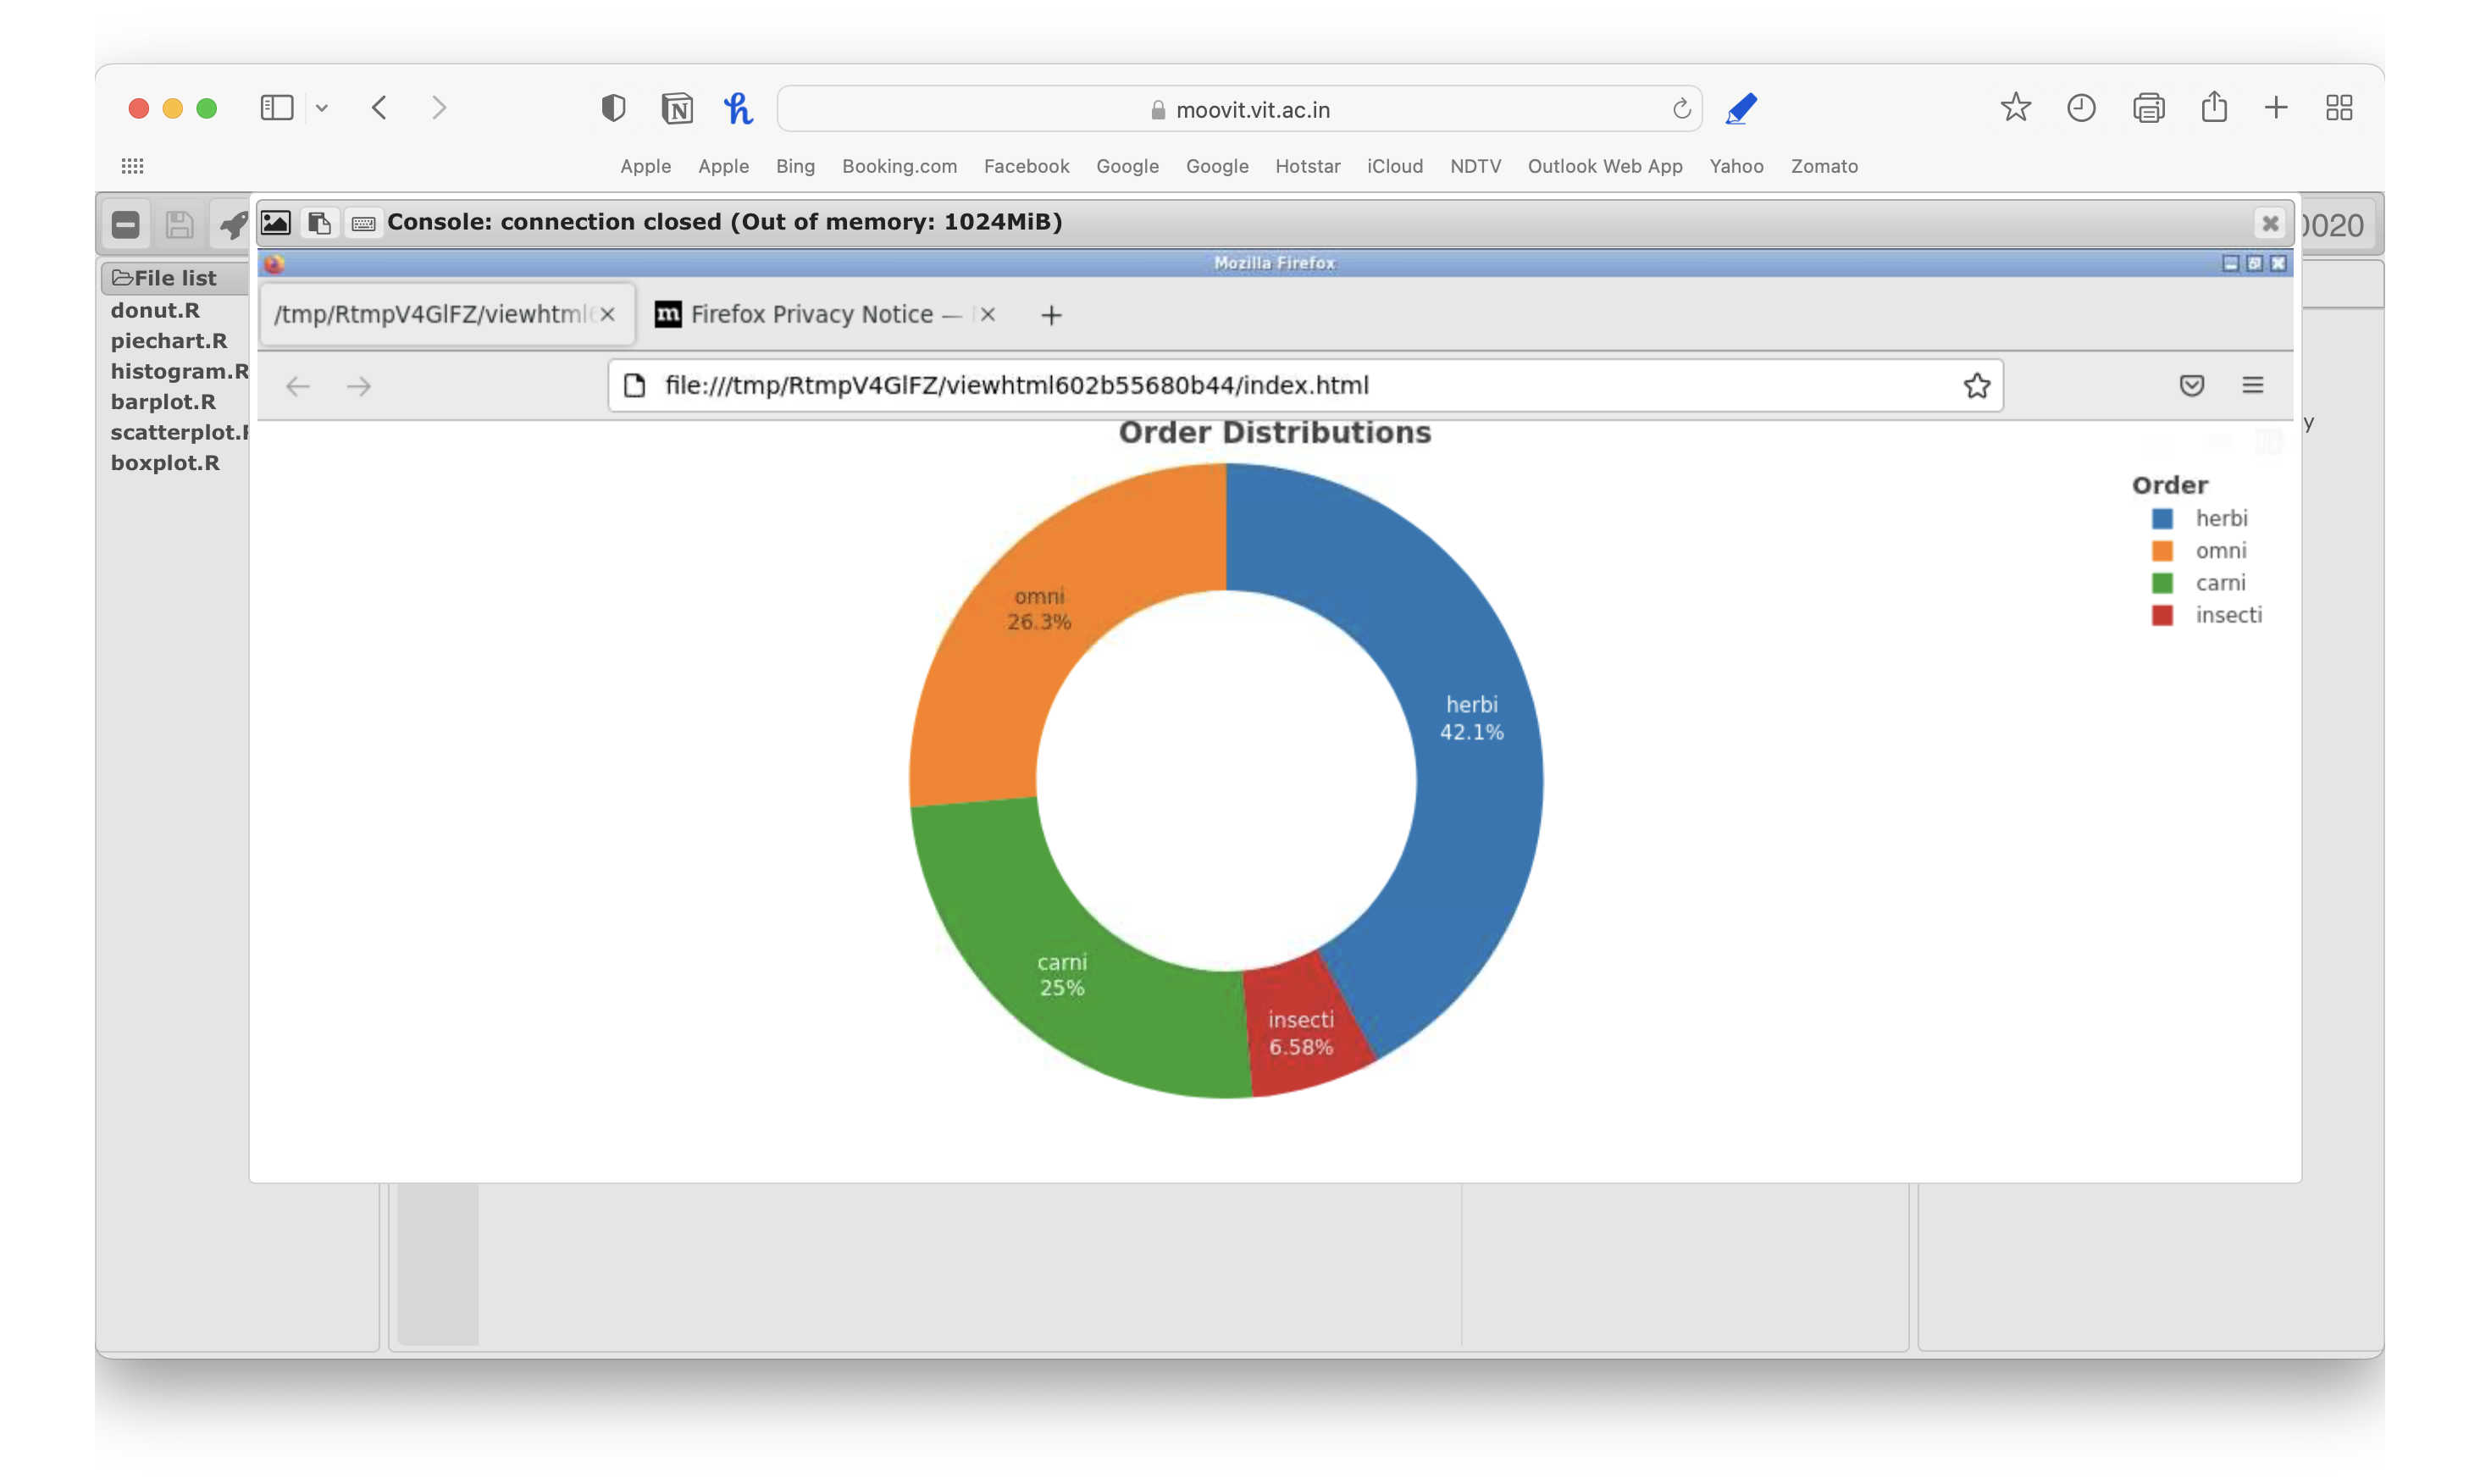 moovit.vit.ac.in
Apple Apple Bing Booking.com Facebook Google Google Hotstar iCloud NDTV Outlook Web App Yahoo Zomato
Console: connection closed (Out of memory: 1024MiB)
0020
Mozilla Firefox
File list
donut.R
piechart.R
histogram.R
barplot.R
scatterplot.R
boxplot.R
/tmp/RtmpV4GlFZ/viewhtml6
m Firefox Privacy Notice —
file:///tmp/RtmpV4GlFZ/viewhtml602b55680b44/index.html
y
Order Distributions
Order
herbi
omni
carni
insecti
omni
26.3%
herbi
42.1%
carni
25%
insecti
6.58%